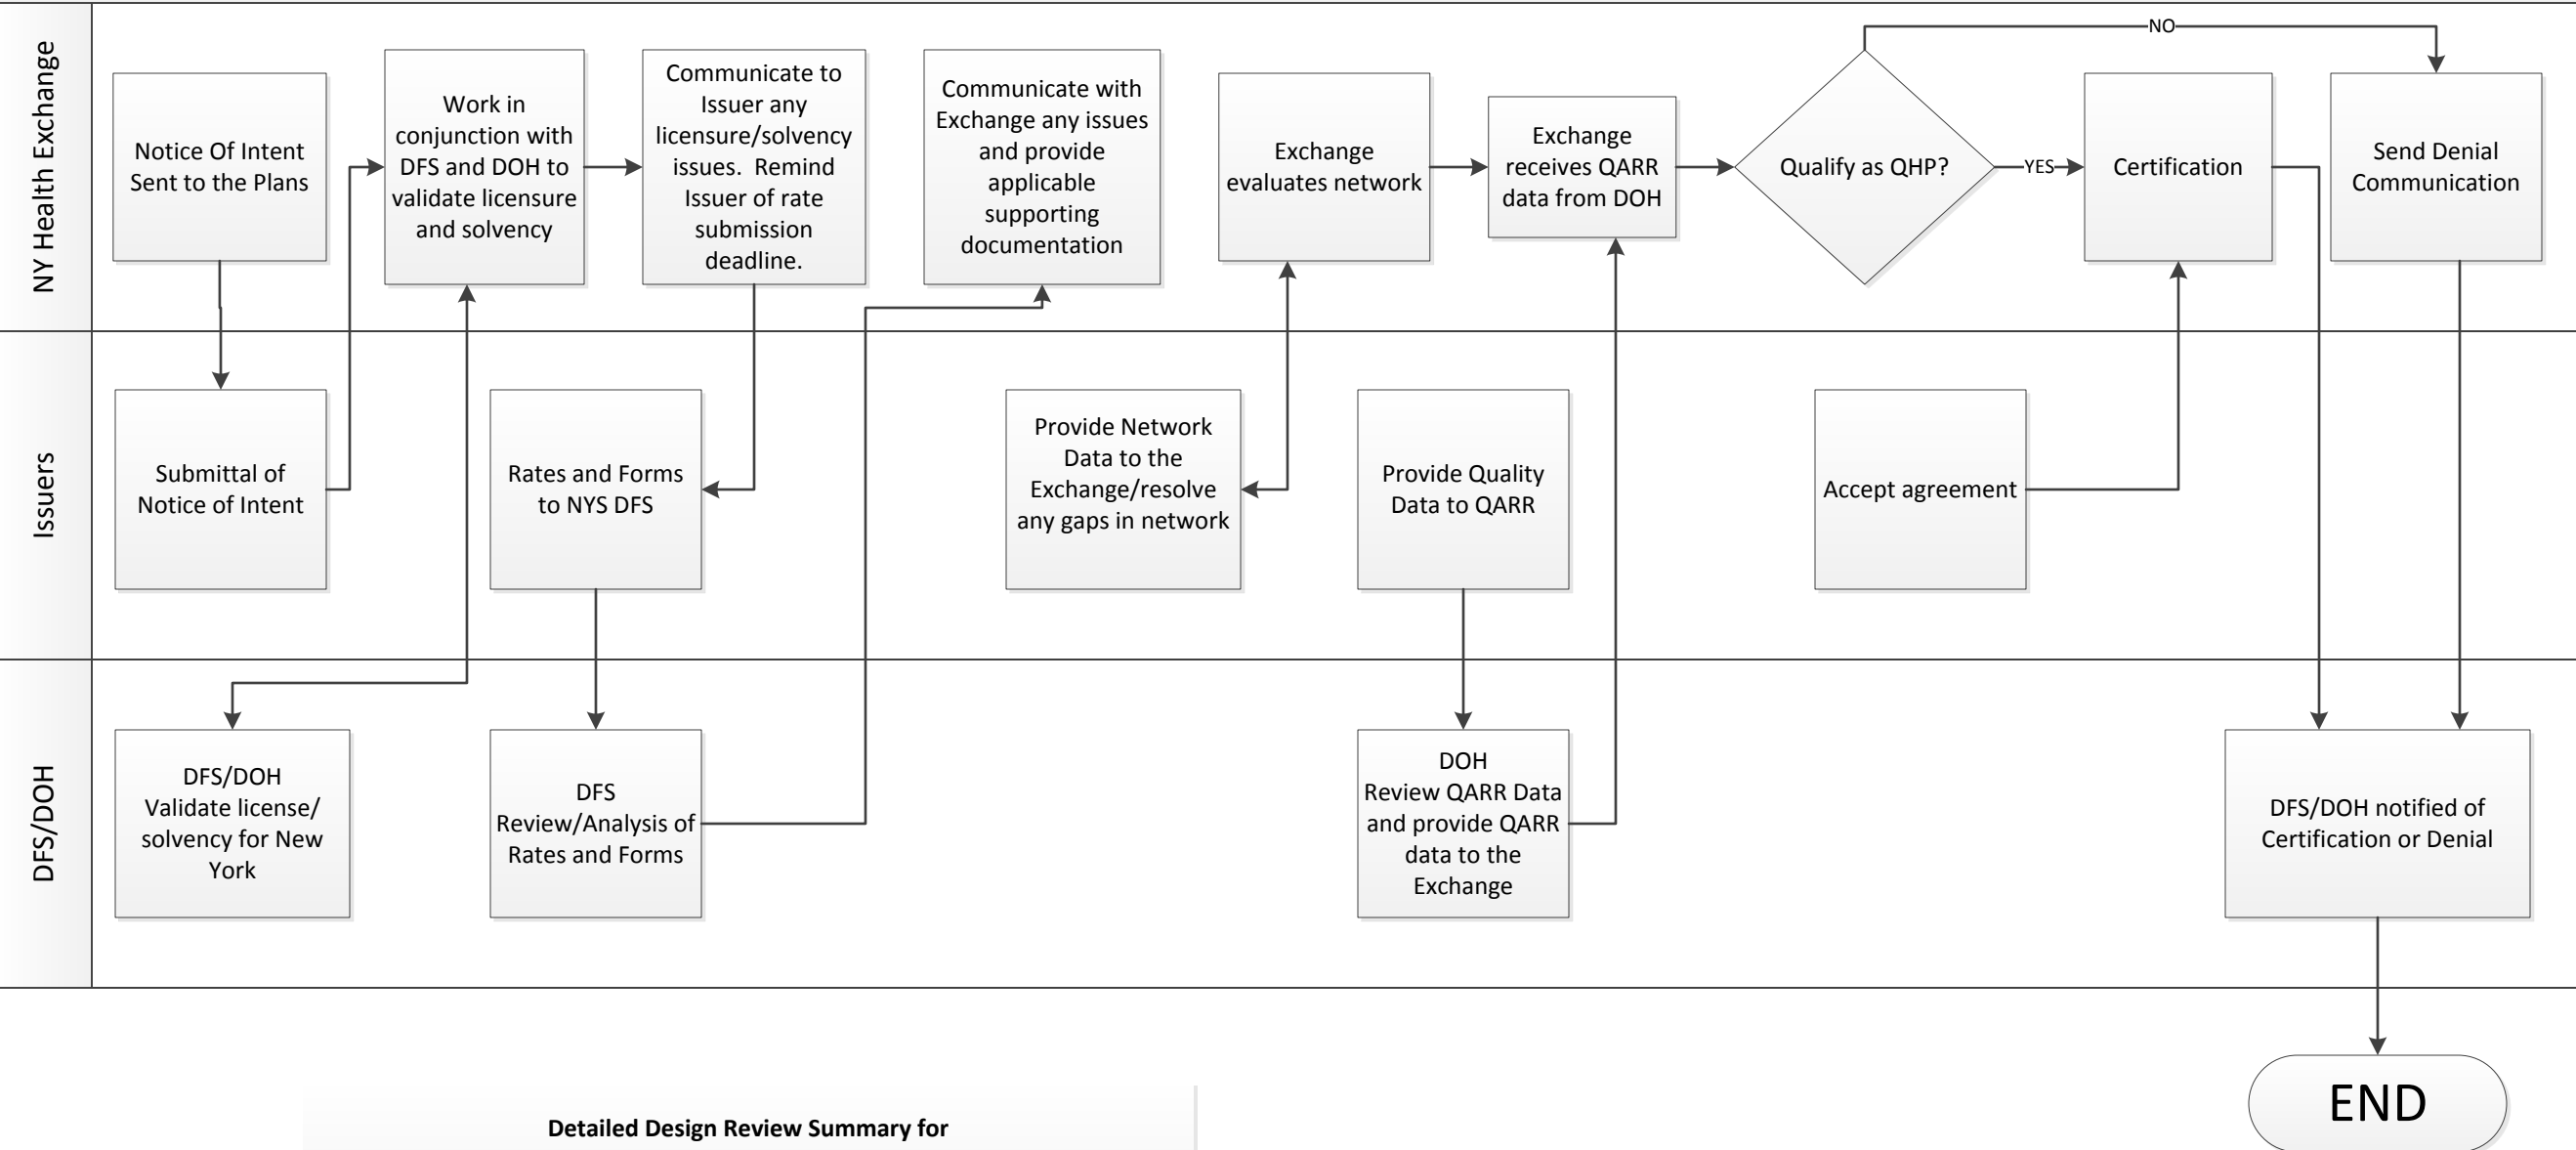 NY Health Exchange
Notice Of Intent
Sent to the Plans
Work in
conjunction with
DFS and DOH to
validate licensure
and solvency
Communicate to
Issuer any
licensure/solvency
issues.  Remind
Issuer of rate
submission
deadline.
Communicate with
Exchange any issues
and provide
applicable
supporting
documentation
Exchange
evaluates network
Exchange
receives QARR
data from DOH
Qualify as QHP?
NO
YES
Certification
Send Denial
Communication
Issuers
Submittal of
Notice of Intent
Rates and Forms
to NYS DFS
Provide Network
Data to the
Exchange/resolve
any gaps in network
Provide Quality
Data to QARR
Accept agreement
DFS/DOH
DFS/DOH
Validate license/
solvency for New
York
DFS
Review/Analysis of
Rates and Forms
DOH
Review QARR Data
and provide QARR
data to the
Exchange
DFS/DOH notified of
Certification or Denial
END
Detailed Design Review Summary for